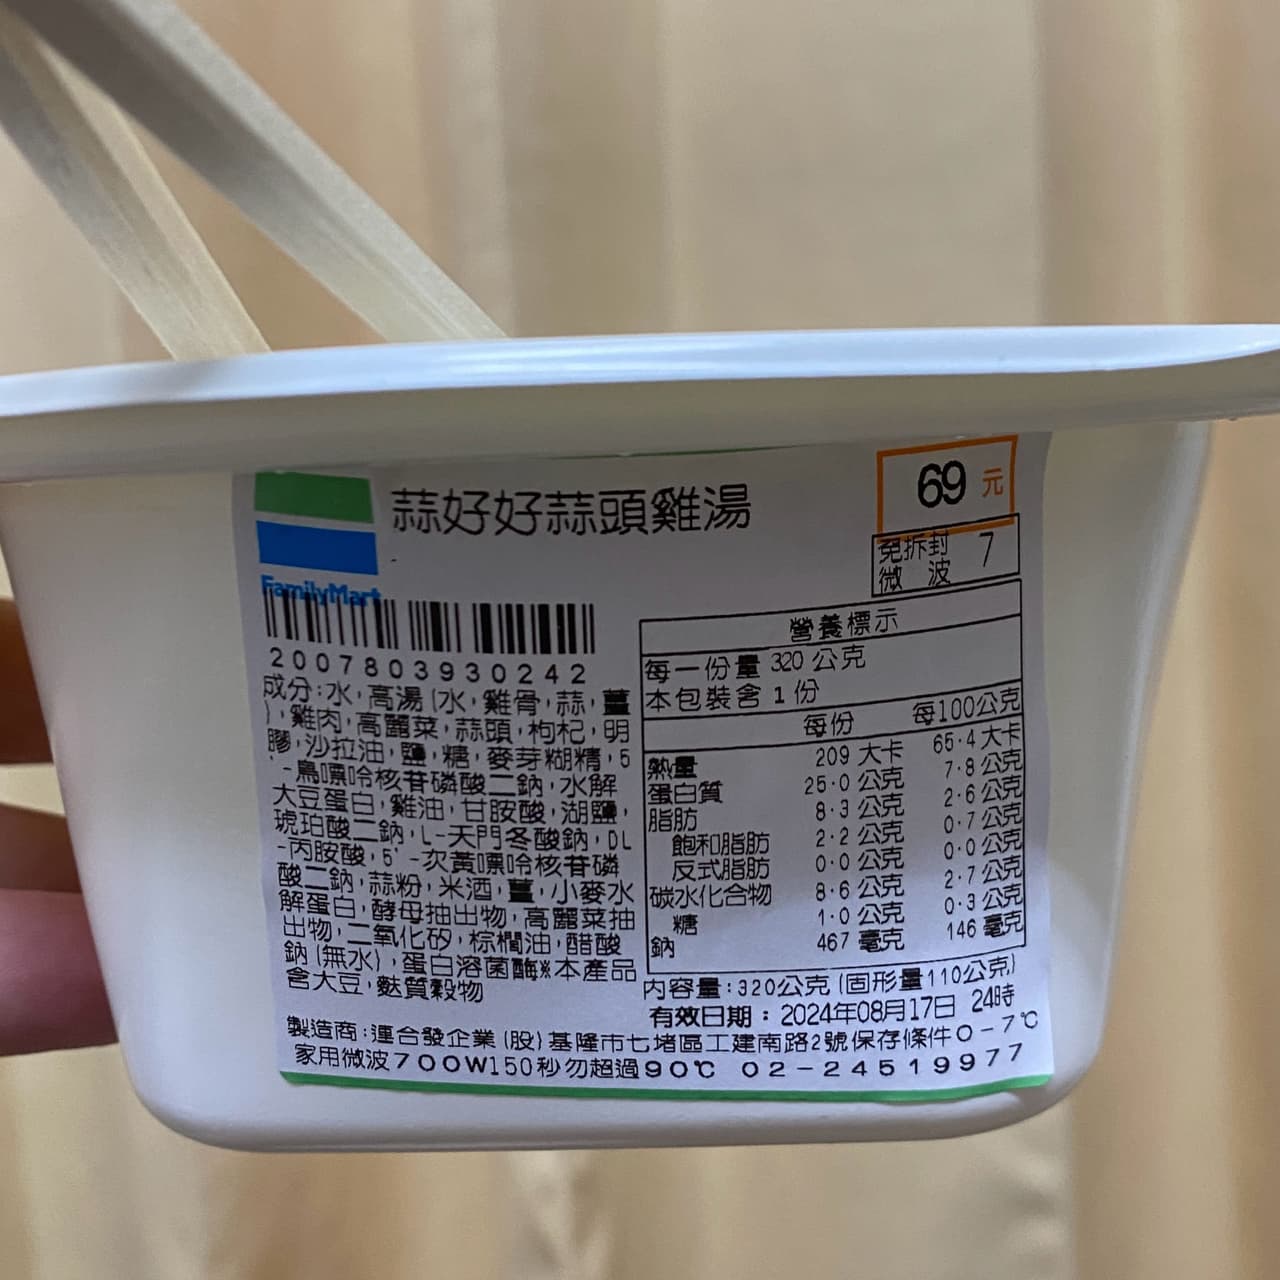 69元
蒜好好蒜頭雞湯
免拆封
微 波 7
FamilyMart
2007803930242
營養標示
每一份量 320 公克
本包裝含 1 份
每份 每100公克
熱量 209 大卡 65.4 大卡
蛋白質 25.0 公克 7.8 公克
脂肪 8.3 公克 2.6 公克
飽和脂肪 2.2 公克 0.7 公克
反式脂肪 0.0 公克 0.0 公克
碳水化合物 8.6 公克 2.7 公克
糖 1.0 公克 0.3 公克
鈉 467 毫克 146 毫克
成分:水,高湯(水,雞骨,蒜,薑
),雞肉,高麗菜,蒜頭,枸杞,明
膠,沙拉油,鹽,糖,麥芽糊精,5
'-鳥嘌呤核苷磷酸二鈉,水解
大豆蛋白,雞油,甘胺酸,湖鹽,
琥珀酸二鈉,L-天門冬酸鈉,DL
-丙胺酸,5'-次黃嘌呤核苷磷
酸二鈉,蒜粉,米酒,薑,小麥水
解蛋白,酵母抽出物,高麗菜抽
出物,二氧化矽,棕櫚油,醋酸
鈉(無水),蛋白溶菌酶※本產品
含大豆,麩質穀物
內容量:320公克(固形量110公克)
有效日期：2024年08月17日 24時
製造商:連合發企業(股)基隆市七堵區工建南路2號保存條件0-7℃
家用微波700W150秒勿超過90℃ 02-24519977